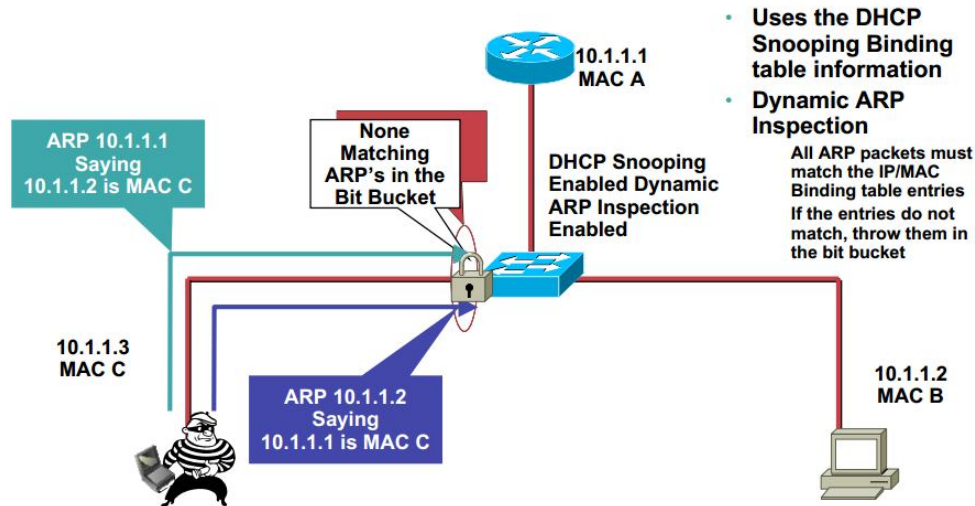 10.1.1.1
MAC A
• Uses the DHCP
Snooping Binding
table information
• Dynamic ARP
Inspection
All ARP packets must
match the IP/MAC
Binding table entries
If the entries do not
match, throw them in
the bit bucket
ARP 10.1.1.1
Saying
10.1.1.2 is MAC C
None
Matching
ARP's in the
Bit Bucket
DHCP Snooping
Enabled Dynamic
ARP Inspection
Enabled
10.1.1.3
MAC C
ARP 10.1.1.2
Saying
10.1.1.1 is MAC C
10.1.1.2
MAC B